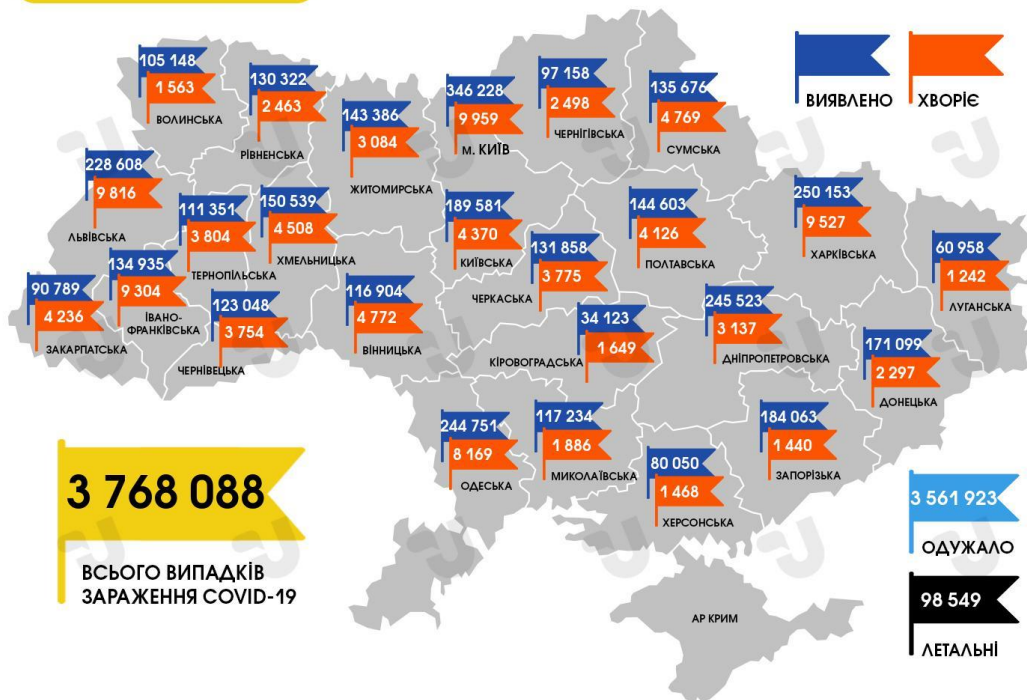 105 148
1 563
ВОЛИНСЬКА
130 322
2 463
РІВНЕНСЬКА
143 386
3 084
ЖИТОМИРСЬКА
346 228
9 959
м. КИЇВ
97 158
2 498
ЧЕРНІГІВСЬКА
135 676
4 769
СУМСЬКА
ВИЯВЛЕНО
ХВОРІЄ
228 608
9 816
ЛЬВІВСЬКА
111 351
3 804
ТЕРНОПІЛЬСЬКА
150 539
4 508
ХМЕЛЬНИЦЬКА
189 581
4 370
КИЇВСЬКА
131 858
3 775
ЧЕРКАСЬКА
144 603
4 126
ПОЛТАВСЬКА
250 153
9 527
ХАРКІВСЬКА
60 958
1 242
ЛУГАНСЬКА
90 789
4 236
ЗАКАРПАТСЬКА
134 935
9 304
ІВАНО-
ФРАНКІВСЬКА
123 048
3 754
ЧЕРНІВЕЦЬКА
116 904
4 772
ВІННИЦЬКА
34 123
1 649
КІРОВОГРАДСЬКА
245 523
3 137
ДНІПРОПЕТРОВСЬКА
171 099
2 297
ДОНЕЦЬКА
244 751
8 169
ОДЕСЬКА
117 234
1 886
МИКОЛАЇВСЬКА
80 050
1 468
ХЕРСОНСЬКА
184 063
1 440
ЗАПОРІЗЬКА
3 768 088
ВСЬОГО ВИПАДКІВ
ЗАРАЖЕННЯ COVID-19
3 561 923
ОДУЖАЛО
98 549
ЛЕТАЛЬНІ
АР КРИМ